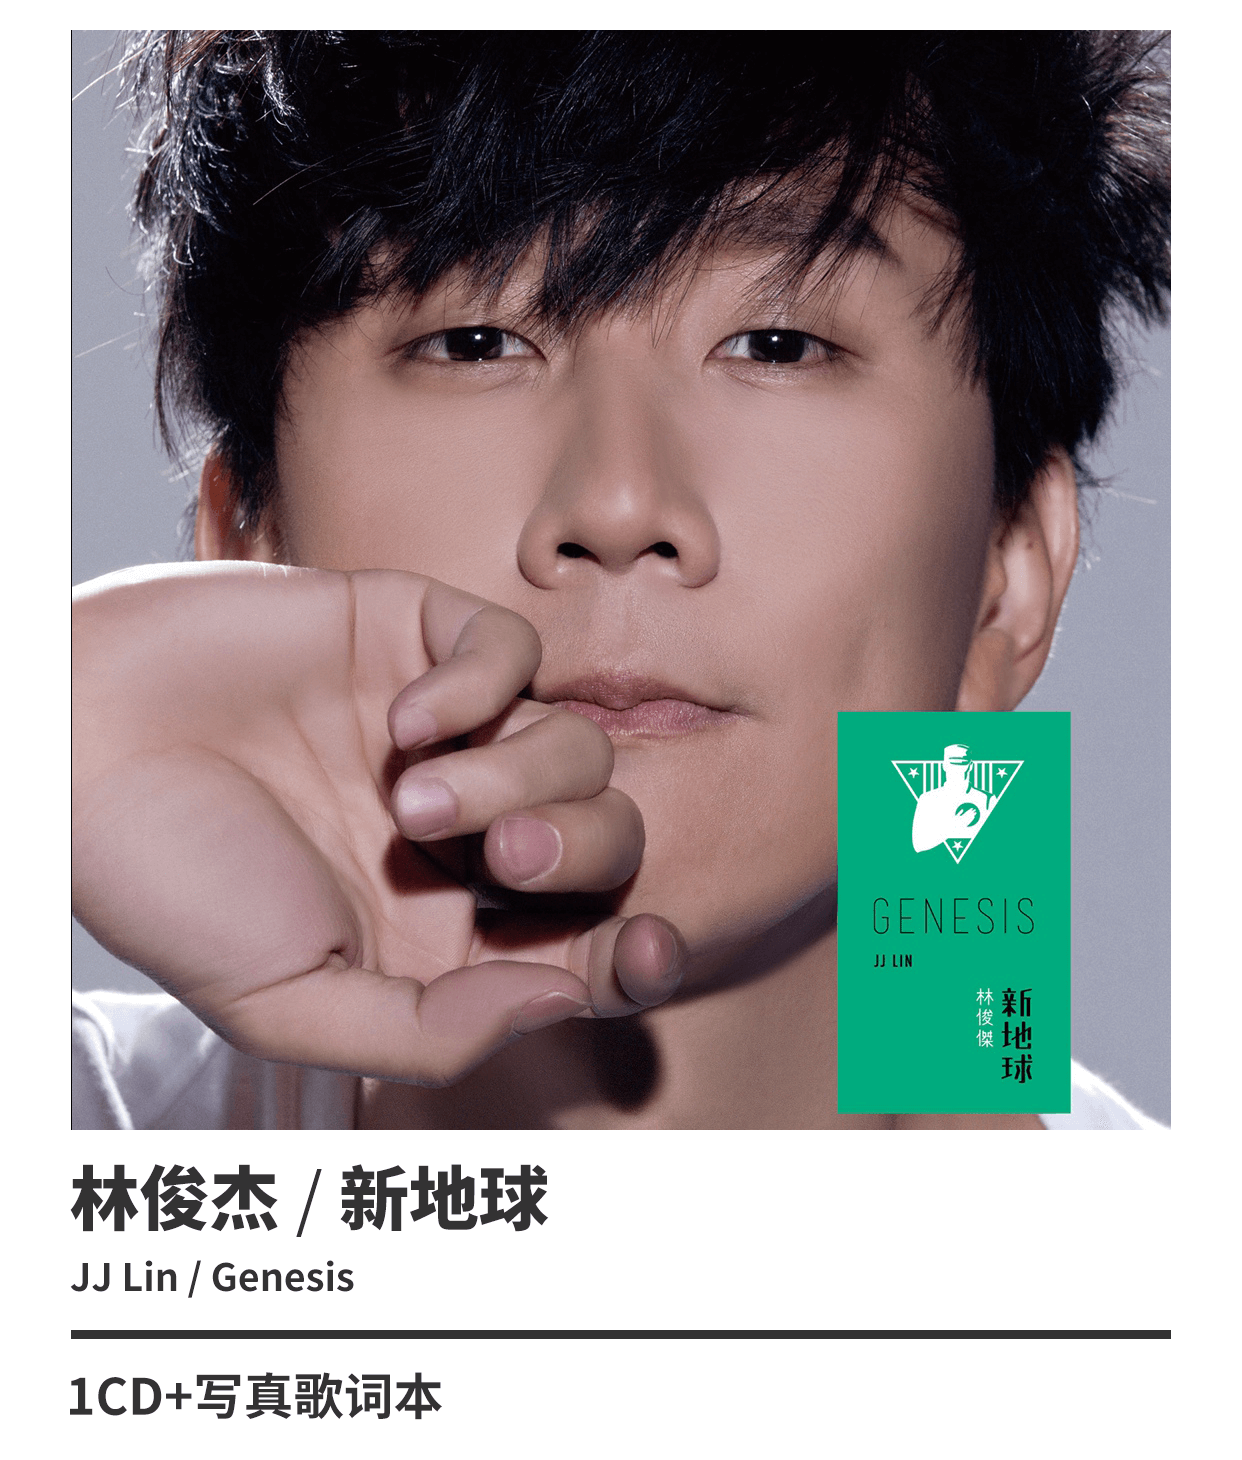 GENESIS
JJ LIN
新地球
林俊傑
林俊杰 / 新地球
JJ Lin / Genesis
1CD+写真歌词本